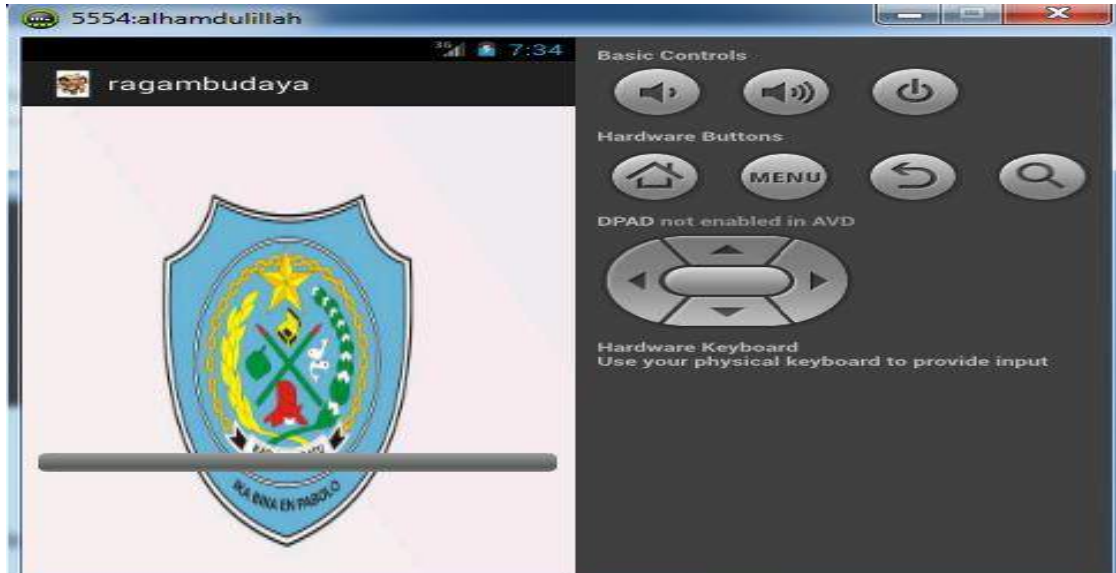 5554:alhamdulillah
3G 7:34
ragambudaya
Basic Controls
Hardware Buttons
MENU
DPAD not enabled in AVD
Hardware Keyboard
Use your physical keyboard to provide input
IKA BINA EN PABOLO